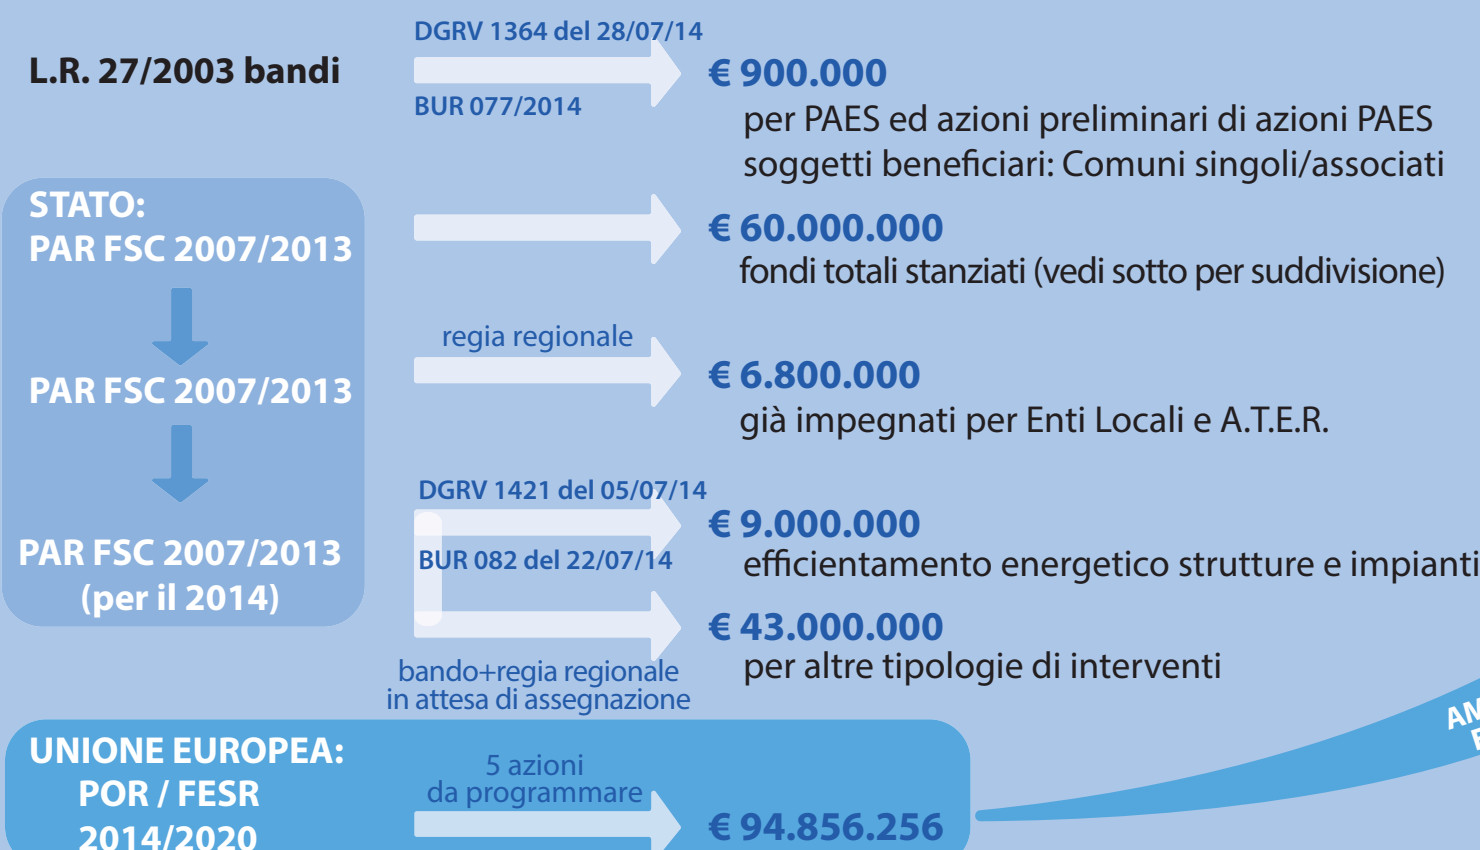 DGRV 1364 del 28/07/14
L.R. 27/2003 bandi
€ 900.000
BUR 077/2014
per PAES ed azioni preliminari di azioni PAES
soggetti beneficiari: Comuni singoli/associati
STATO:
PAR FSC 2007/2013
€ 60.000.000
fondi totali stanziati (vedi sotto per suddivisione)
regia regionale
PAR FSC 2007/2013
€ 6.800.000
già impegnati per Enti Locali e A.T.E.R.
DGRV 1421 del 05/07/14
€ 9.000.000
BUR 082 del 22/07/14
efficientamento energetico strutture e impianti
PAR FSC 2007/2013
(per il 2014)
€ 43.000.000
per altre tipologie di interventi
bando+regia regionale
in attesa di assegnazione
UNIONE EUROPEA:
POR / FESR
2014/2020
5 azioni
da programmare
€ 94.856.256